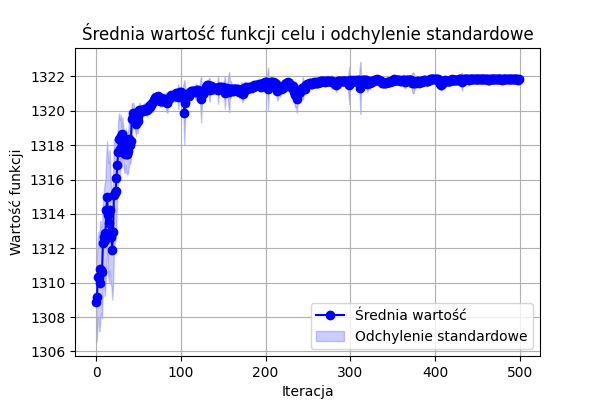 Średnia wartość funkcji celu i odchylenie standardowe
Wartość funkcji
1322
1320
1318
1316
1314
1312
1310
1308
1306
0 100 200 300 400 500
Iteracja
Średnia wartość
Odchylenie standardowe